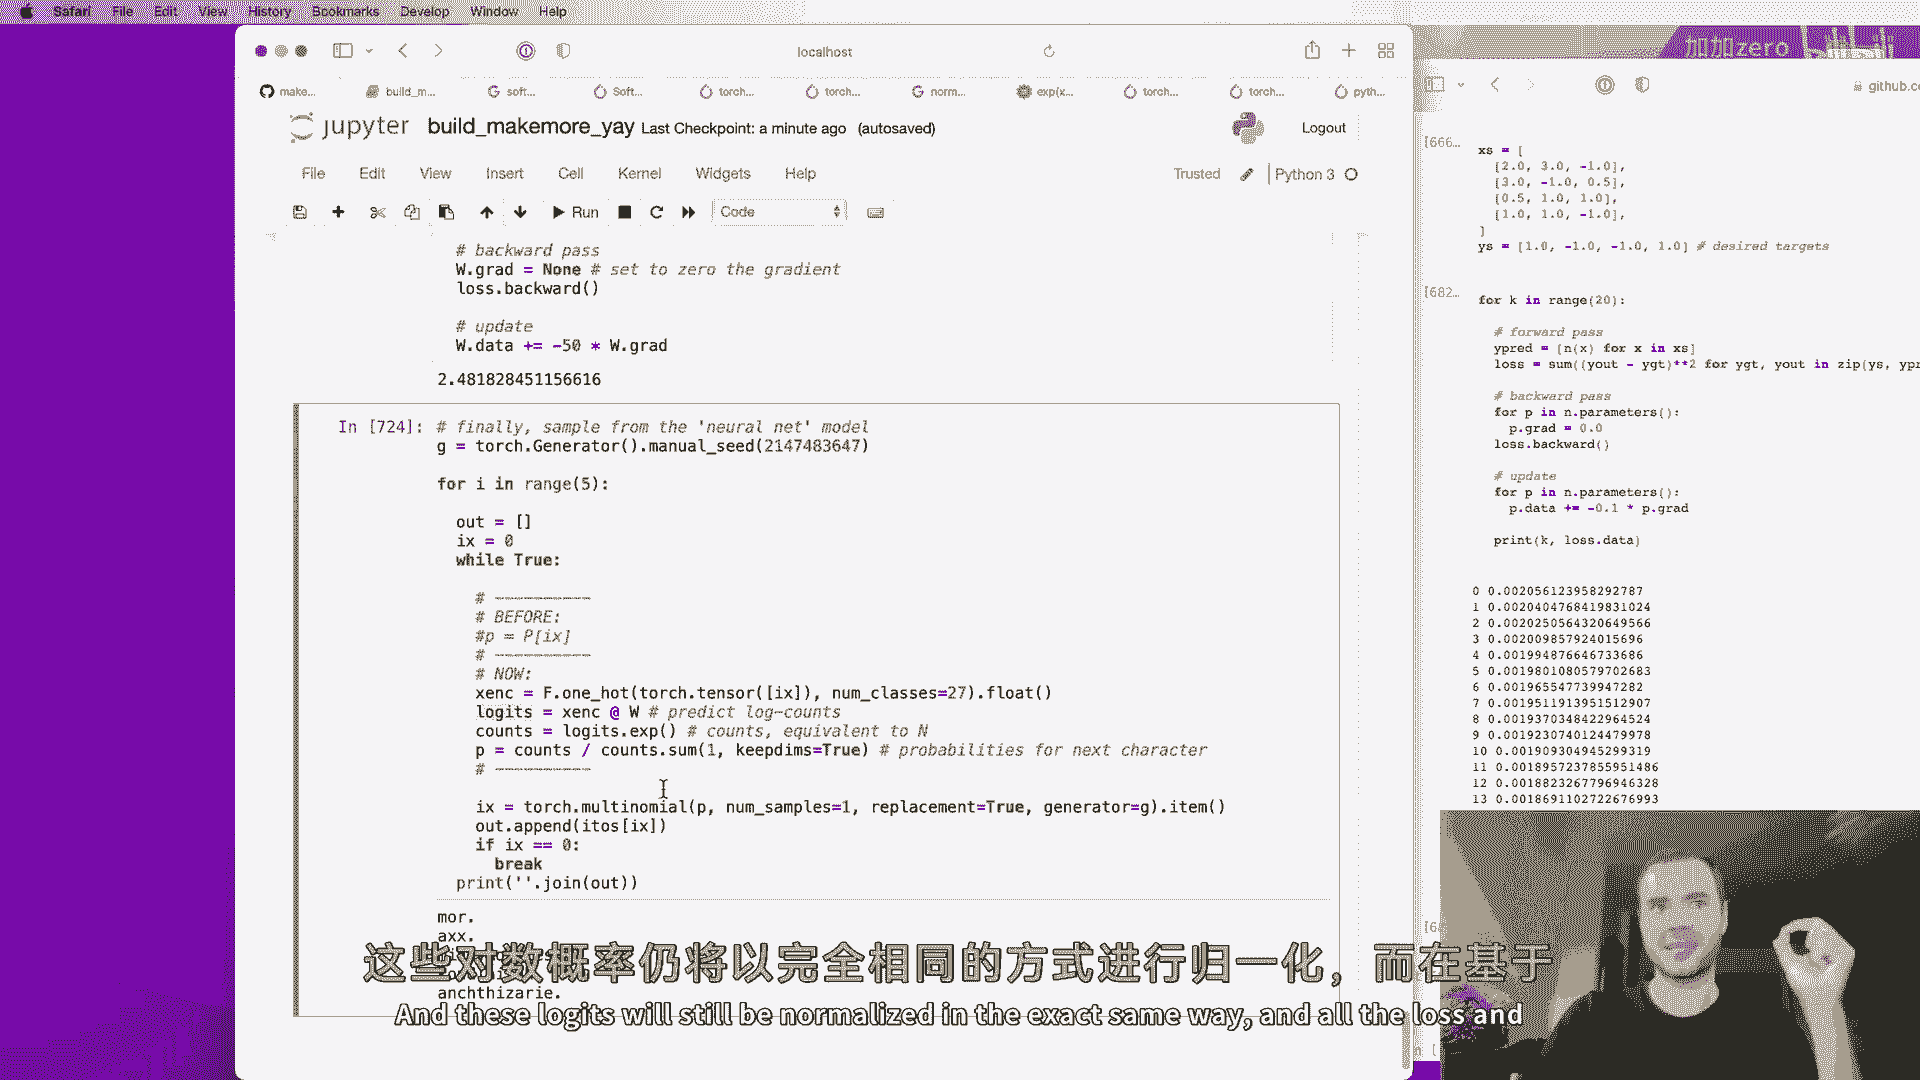 Safari File Edit View History Bookmarks Develop Window Help
加加zero
localhost
make... build_m... soft... Soft... torch... torch... norm... exp(x... torch... torch... pyth...
github.c
jupyter build_makemore_yay Last Checkpoint: a minute ago (autosaved)
Logout
File Edit View Insert Cell Kernel Widgets Help
Trusted Python 3
Run Code
# backward pass
W.grad = None # set to zero the gradient
loss.backward()
# update
W.data += -50 * W.grad
2.481828451156616
In [724]: # finally, sample from the 'neural net' model
g = torch.Generator().manual_seed(2147483647)
for i in range(5):
out = []
ix = 0
while True:
# ----------
# BEFORE:
#p = P[ix]
# ----------
# NOW:
xenc = F.one_hot(torch.tensor([ix]), num_classes=27).float()
logits = xenc @ W # predict log-counts
counts = logits.exp() # counts, equivalent to N
p = counts / counts.sum(1, keepdims=True) # probabilities for next character
# ----------
ix = torch.multinomial(p, num_samples=1, replacement=True, generator=g).item()
out.append(itos[ix])
if ix == 0:
break
print(''.join(out))
mor.
axx.
anchthizarie.
[666...
xs = [
[2.0, 3.0, -1.0],
[3.0, -1.0, 0.5],
[0.5, 1.0, 1.0],
[1.0, 1.0, -1.0],
]
ys = [1.0, -1.0, -1.0, 1.0] # desired targets
[682...
for k in range(20):
# forward pass
ypred = [n(x) for x in xs]
loss = sum((yout - ygt)**2 for ygt, yout in zip(ys, ypr
# backward pass
for p in n.parameters():
p.grad = 0.0
loss.backward()
# update
for p in n.parameters():
p.data += -0.1 * p.grad
print(k, loss.data)
0 0.002056123958292787
1 0.0020404768419831024
2 0.0020250564320649566
3 0.002009857924015696
4 0.001994876646733686
5 0.0019801080579702683
6 0.001965547739947282
7 0.0019511913951512907
8 0.0019370348422964524
9 0.0019230740124479978
10 0.001909304945299319
11 0.0018957237855951486
12 0.0018823267796946328
13 0.0018691102722676993
这些对数概率仍将以完全相同的方式进行归一化，而在基于
And these logits will still be normalized in the exact same way, and all the loss and